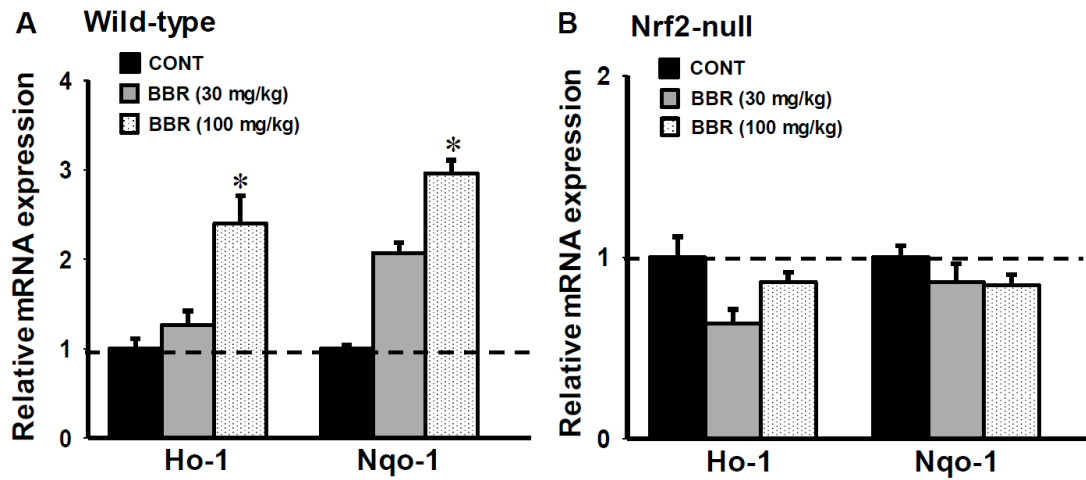 A Wild-type
CONT
BBR (30 mg/kg)
BBR (100 mg/kg)
Relative mRNA expression
4
3
2
1
0
*
*
Ho-1 Nqo-1
B Nrf2-null
CONT
BBR (30 mg/kg)
BBR (100 mg/kg)
Relative mRNA expression
2
1
0
Ho-1 Nqo-1